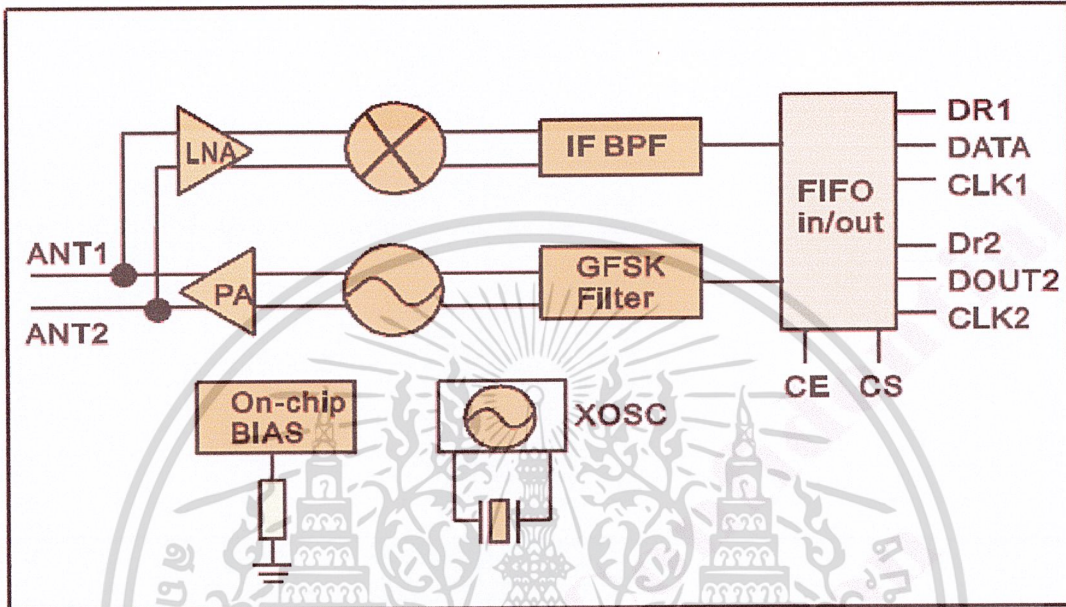 LNA
IF BPF
FIFO
in/out
DR1
DATA
CLK1
Dr2
DOUT2
CLK2
ANT1
ANT2
PA
GFSK
Filter
CE
CS
On-chip
BIAS
XOSC